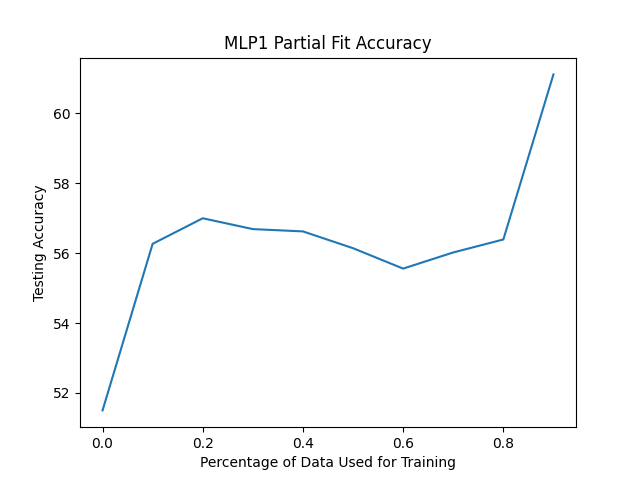 MLP1 Partial Fit Accuracy
60
58
56
54
52
Testing Accuracy
0.0 0.2 0.4 0.6 0.8
Percentage of Data Used for Training